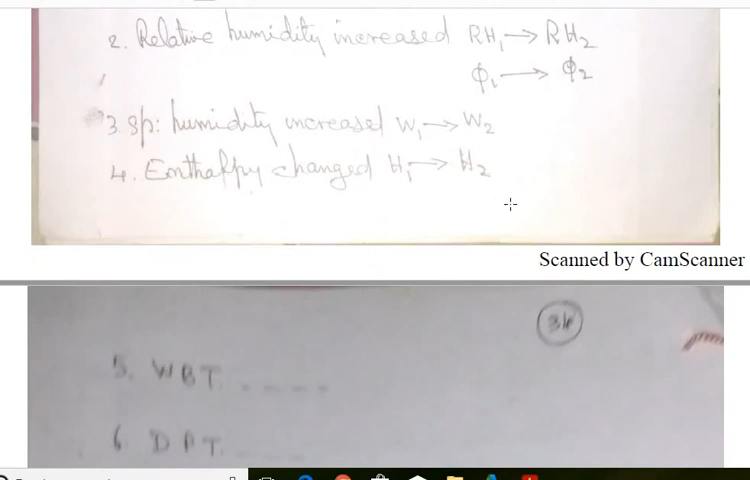 2. Relative humidity increased RH₁ → RH₂
ϕ₁ → ϕ₂
3 sp: humidity increased W₁ → W₂
4. Enthalpy changed H₁ → H₂
Scanned by CamScanner
34
5. WBT. - - - -
6 DPT. - - -